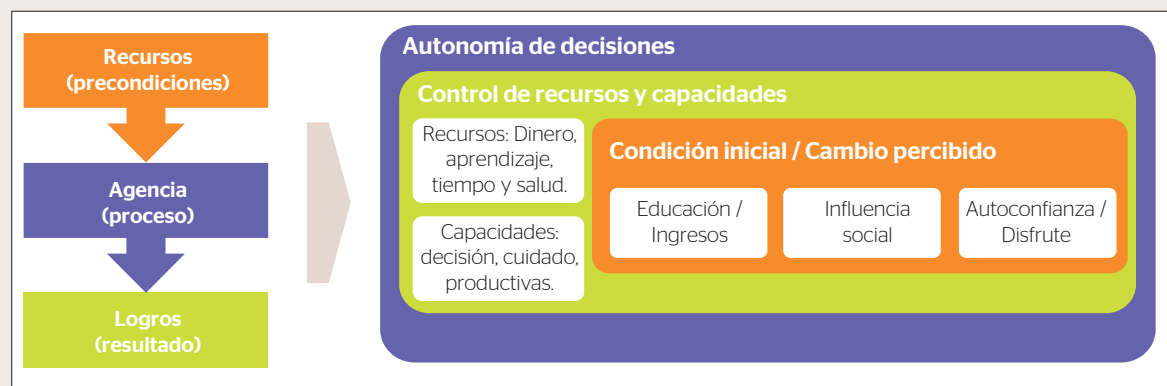 Recursos
(precondiciones)
Agencia
(proceso)
Logros
(resultado)
Autonomía de decisiones
Control de recursos y capacidades
Recursos: Dinero,
aprendizaje,
tiempo y salud.
Capacidades:
decisión, cuidado,
productivas.
Condición inicial / Cambio percibido
Educación /
Ingresos
Influencia
social
Autoconfianza /
Disfrute